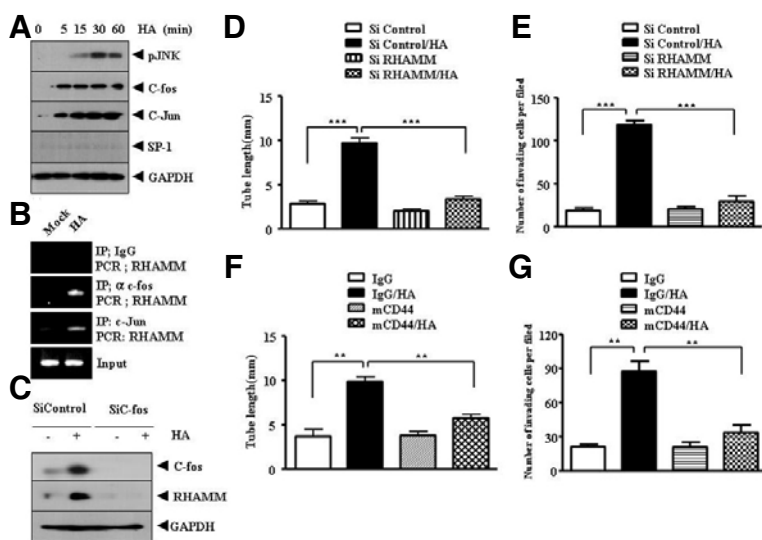 A
0 5 15 30 60 HA (min)
pJNK
C-fos
C-Jun
SP-1
GAPDH
B
Mock HA
IP; IgG
PCR ; RHAMM
IP; α c-fos
PCR ; RHAMM
IP: c-Jun
PCR: RHAMM
Input
C
SiControl SiC-fos
- + - + HA
C-fos
RHAMM
GAPDH
D
Si Control
Si Control/HA
Si RHAMM
Si RHAMM/HA
Tube length(mm)
15
10
5
0
*** ***
E
Si Control
Si Control/HA
Si RHAMM
Si RHAMM/HA
Number of invading cells per filed
150
100
50
0
*** ***
F
IgG
IgG/HA
mCD44
mCD44/HA
Tube length(mm)
15
10
5
0
** **
G
IgG
IgG/HA
mCD44
mCD44/HA
Number of invading cells per filed
120
90
60
30
0
** **